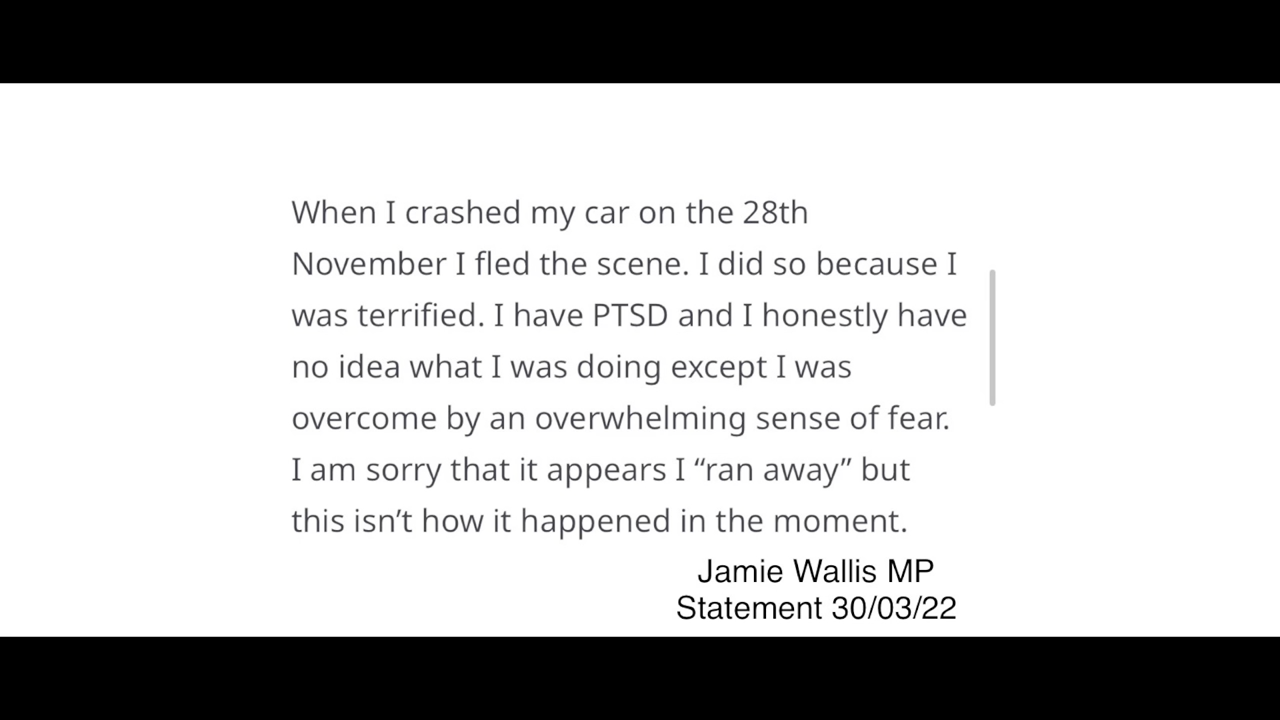 When I crashed my car on the 28th
November I fled the scene. I did so because I
was terrified. I have PTSD and I honestly have
no idea what I was doing except I was
overcome by an overwhelming sense of fear.
I am sorry that it appears I “ran away” but
this isn’t how it happened in the moment.
Jamie Wallis MP
Statement 30/03/22